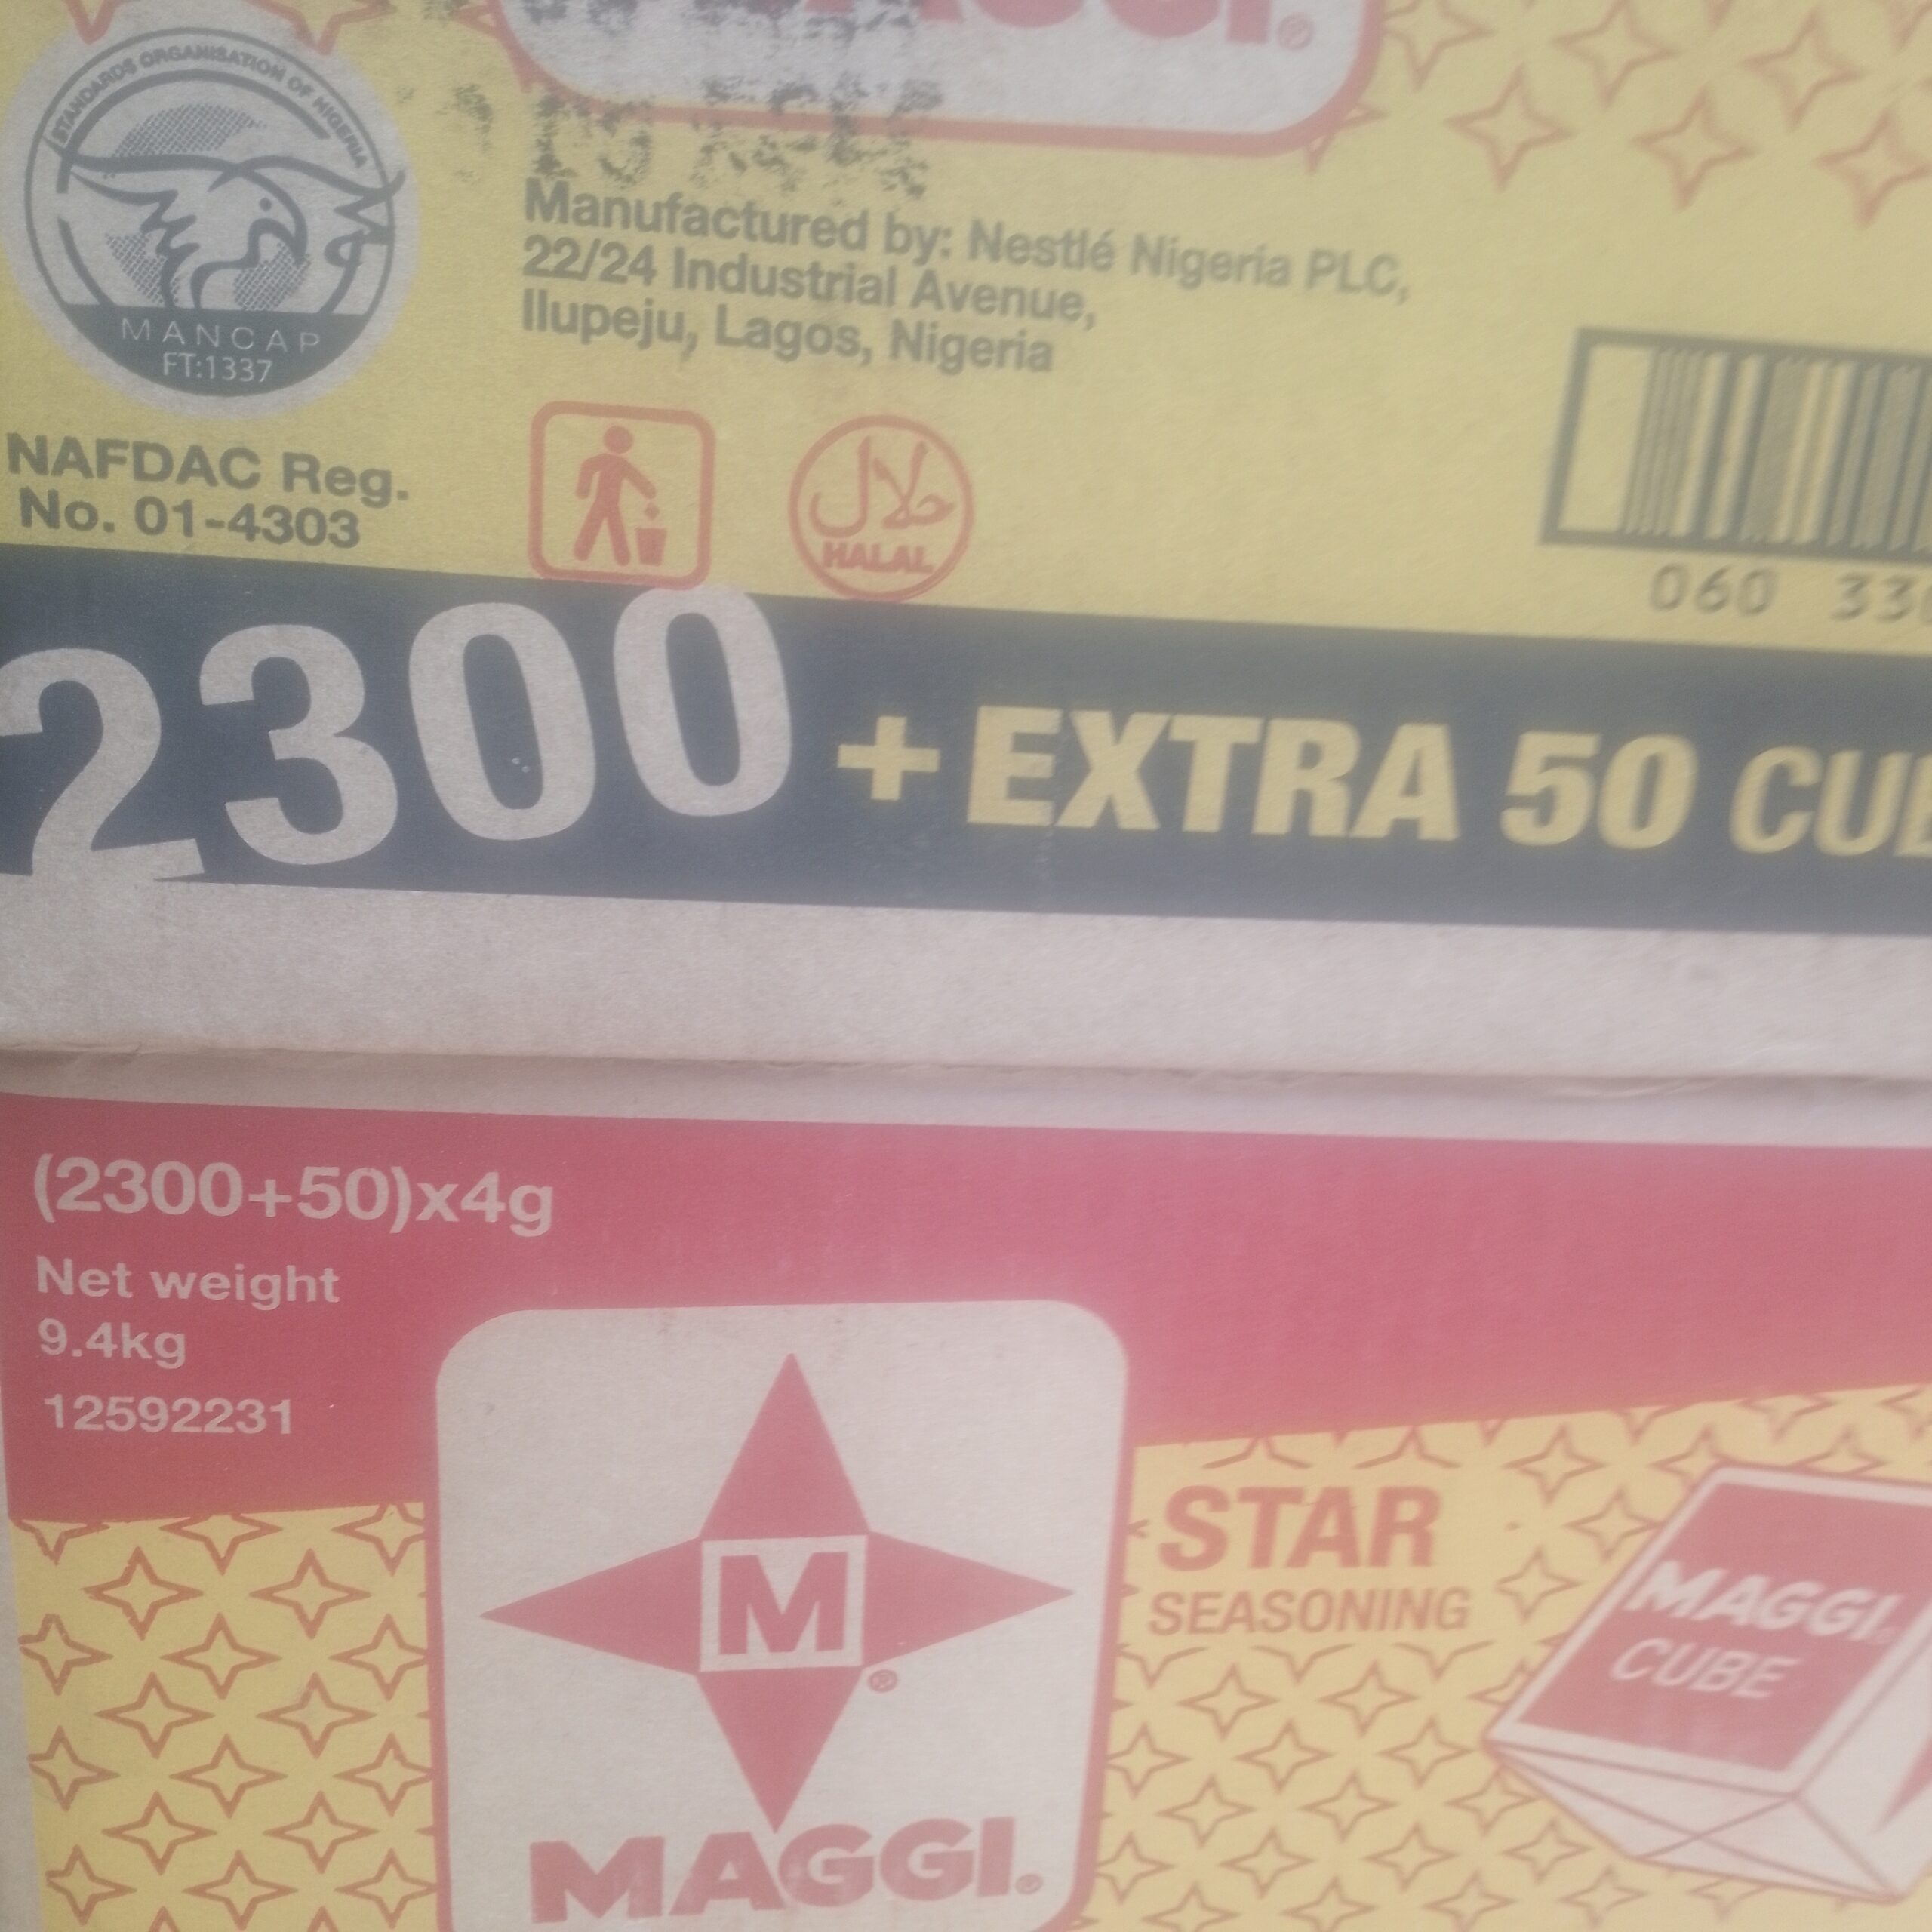 STANDARDS ORGANISATION OF NIGERIA
MANCAP
FT:1337
NAFDAC Reg.
No. 01-4303
Manufactured by: Nestlé Nigeria PLC,
22/24 Industrial Avenue,
Ilupeju, Lagos, Nigeria
حلال
HALAL
060 33
2300 + EXTRA 50 CU
(2300+50)x4g
Net weight
9.4kg
12592231
M®
MAGGI®
STAR
SEASONING
MAGGI®
CUBE